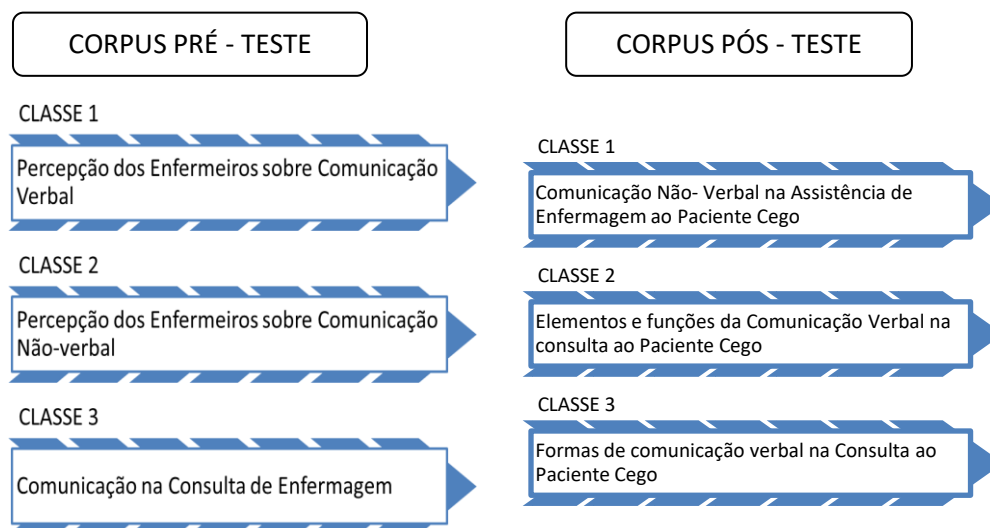 CORPUS PRÉ - TESTE
CLASSE 1
Percepção dos Enfermeiros sobre Comunicação
Verbal
CLASSE 2
Percepção dos Enfermeiros sobre Comunicação
Não-verbal
CLASSE 3
Comunicação na Consulta de Enfermagem
CORPUS PÓS - TESTE
CLASSE 1
Comunicação Não- Verbal na Assistência de
Enfermagem ao Paciente Cego
CLASSE 2
Elementos e funções da Comunicação Verbal na
consulta ao Paciente Cego
CLASSE 3
Formas de comunicação verbal na Consulta ao
Paciente Cego